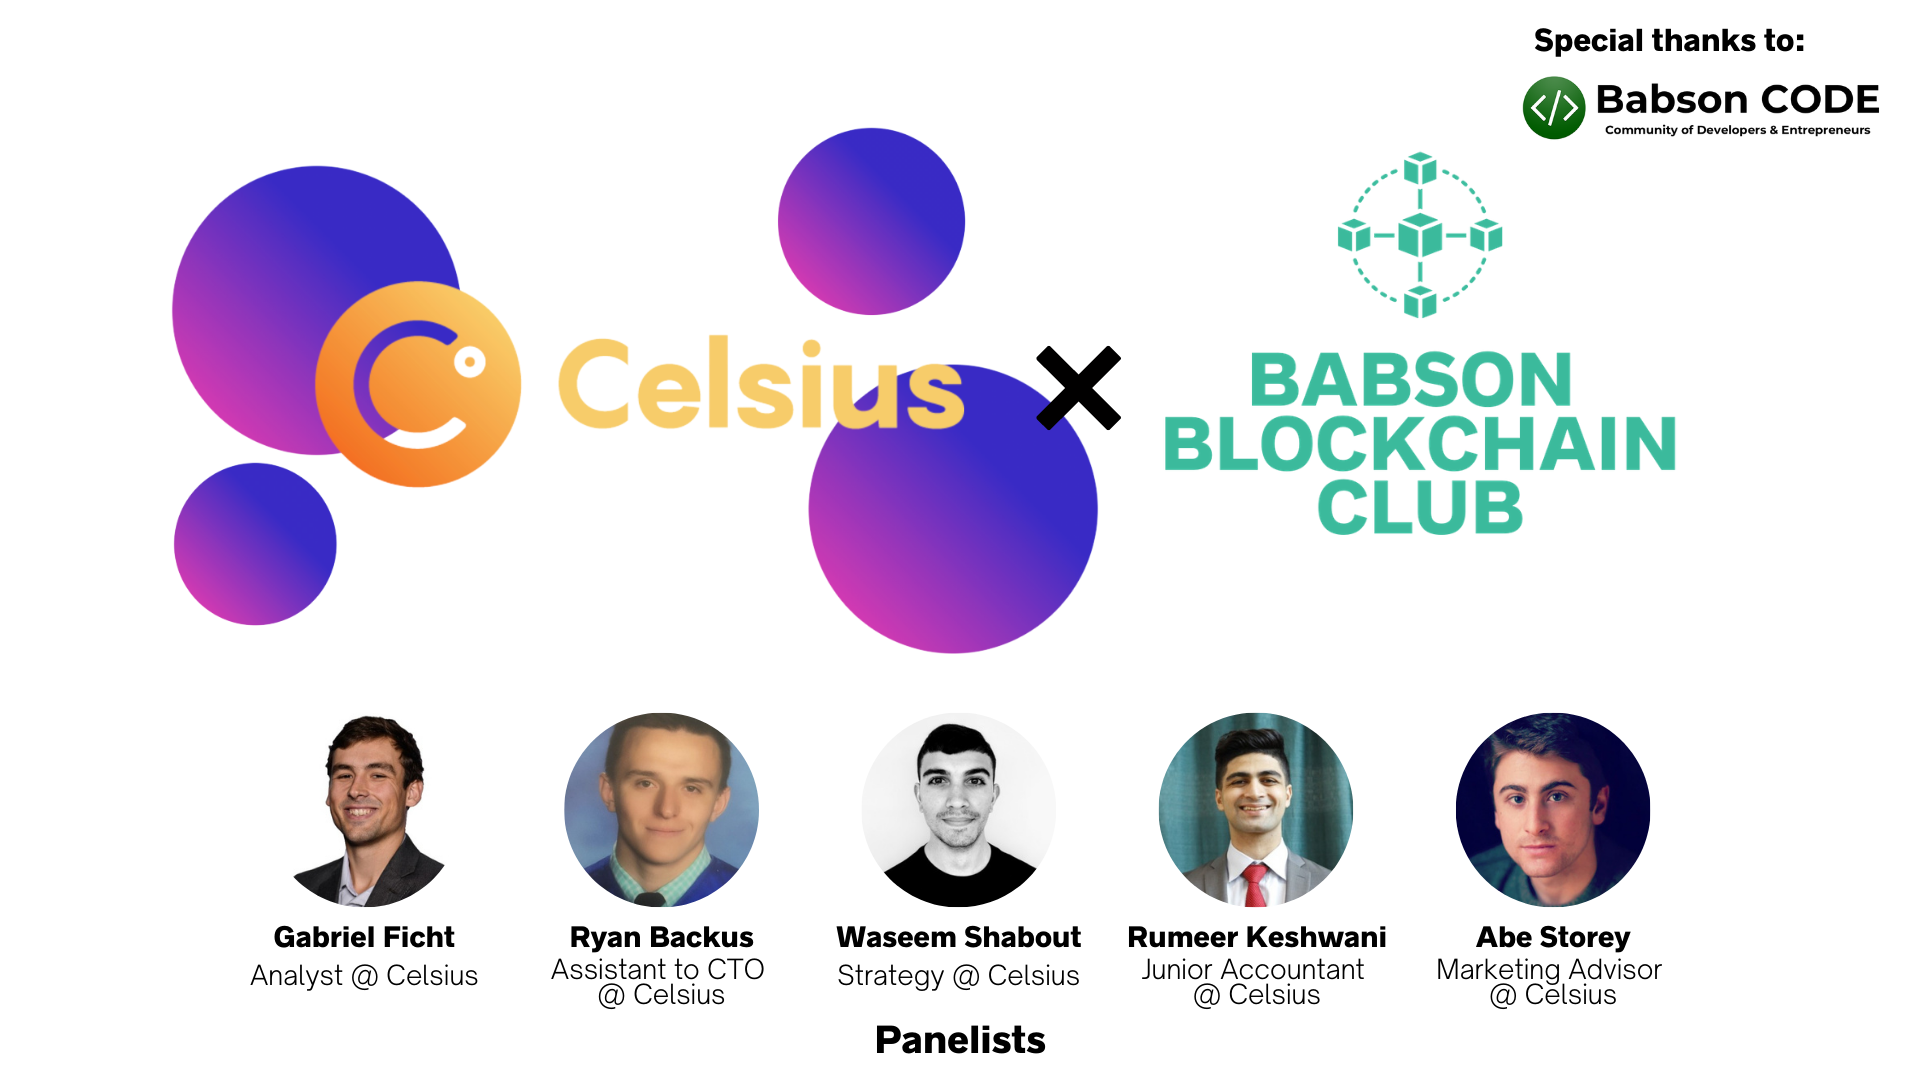 Special thanks to:
</> Babson CODE
Community of Developers & Entrepreneurs
Celsius
BABSON
BLOCKCHAIN
CLUB
Gabriel Ficht
Analyst @ Celsius
Ryan Backus
Assistant to CTO
@ Celsius
Waseem Shabout
Strategy @ Celsius
Rumeer Keshwani
Junior Accountant
@ Celsius
Abe Storey
Marketing Advisor
@ Celsius
Panelists